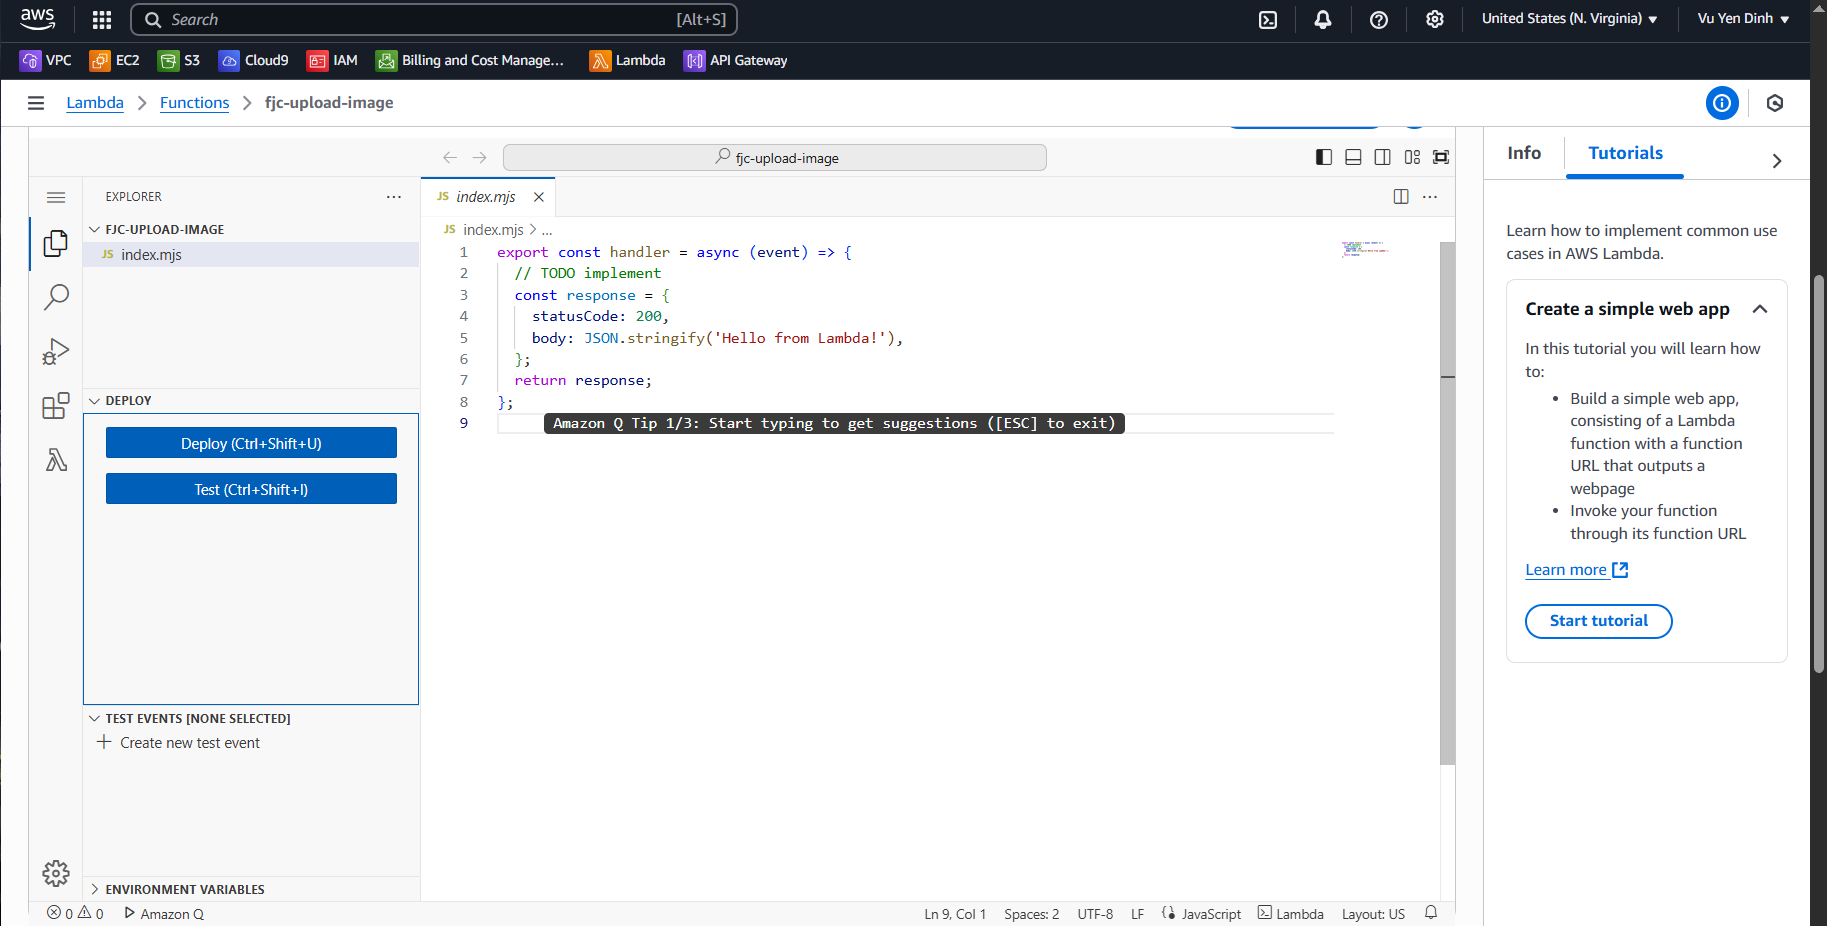 aws
Search
[Alt+S]
United States (N. Virginia)
Vu Yen Dinh
VPC
EC2
S3
Cloud9
IAM
Billing and Cost Manage...
Lambda
API Gateway
Lambda
Functions
fjc-upload-image
fjc-upload-image
EXPLORER
FJC-UPLOAD-IMAGE
JS index.mjs
DEPLOY
Deploy (Ctrl+Shift+U)
Test (Ctrl+Shift+I)
TEST EVENTS [NONE SELECTED]
Create new test event
ENVIRONMENT VARIABLES
JS index.mjs
JS index.mjs > ...
1 export const handler = async (event) => {
2 // TODO implement
3 const response = {
4 statusCode: 200,
5 body: JSON.stringify('Hello from Lambda!'),
6 };
7 return response;
8 };
9 Amazon Q Tip 1/3: Start typing to get suggestions ([ESC] to exit)
Info
Tutorials
Learn how to implement common use
cases in AWS Lambda.
Create a simple web app
In this tutorial you will learn how
to:
• Build a simple web app,
consisting of a Lambda
function with a function
URL that outputs a
webpage
• Invoke your function
through its function URL
Learn more
Start tutorial
0 0 Amazon Q
Ln 9, Col 1
Spaces: 2
UTF-8
LF
JavaScript
Lambda
Layout: US